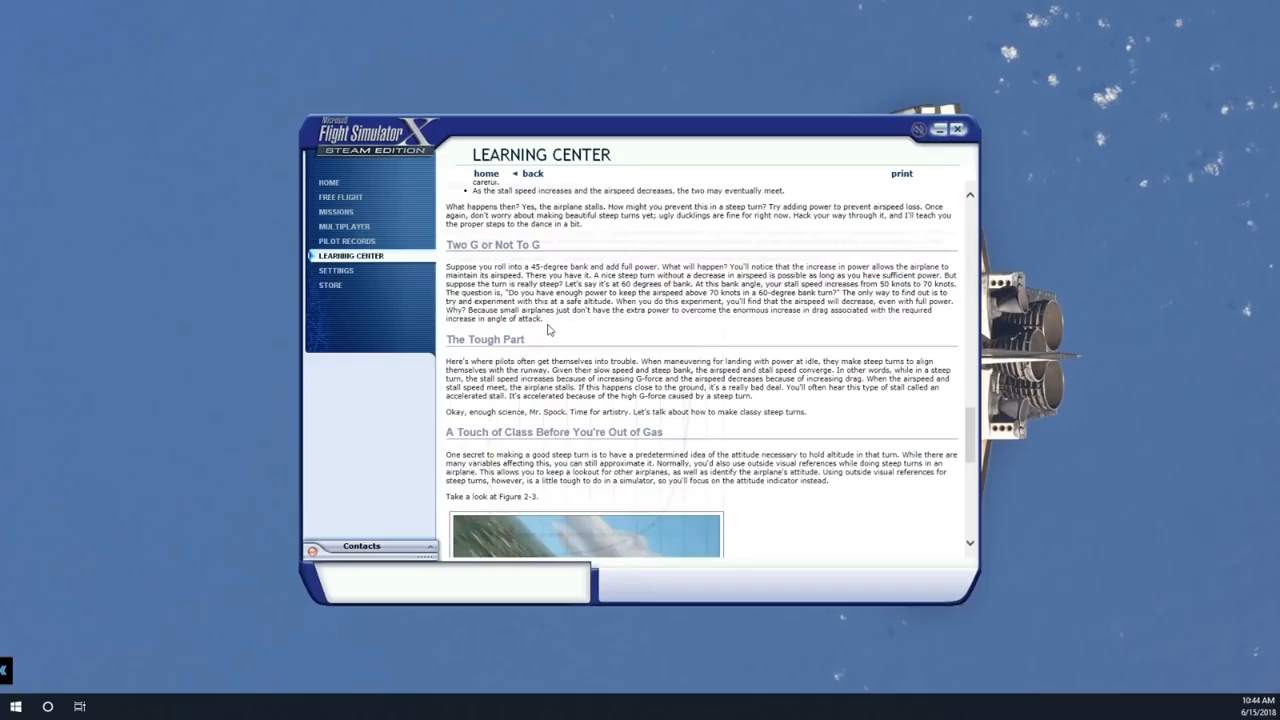 Microsoft
Flight Simulator X
STEAM EDITION
HOME
FREE FLIGHT
MISSIONS
MULTIPLAYER
PILOT RECORDS
LEARNING CENTER
SETTINGS
STORE
Contacts
LEARNING CENTER
home ◄ back print
careful.
• As the stall speed increases and the airspeed decreases, the two may eventually meet.
What happens then? Yes, the airplane stalls. How might you prevent this in a steep turn? Try adding power to prevent airspeed loss. Once
again, don't worry about making beautiful steep turns yet; ugly ducklings are fine for right now. Hack your way through it, and I'll teach you
the proper steps to the dance in a bit.
Two G or Not To G
Suppose you roll into a 45-degree bank and add full power. What will happen? You'll notice that the increase in power allows the airplane to
maintain its airspeed. There you have it. A nice steep turn without a decrease in airspeed is possible as long as you have sufficient power. But
suppose the turn is really steep? Let's say it's at 60 degrees of bank. At this bank angle, your stall speed increases from 50 knots to 70 knots.
The question is, "Do you have enough power to keep the airspeed above 70 knots in a 60-degree bank turn?" The only way to find out is to
try and experiment with this at a safe altitude. When you do this experiment, you'll find that the airspeed will decrease, even with full power.
Why? Because small airplanes just don't have the extra power to overcome the enormous increase in drag associated with the required
increase in angle of attack.
The Tough Part
Here's where pilots often get themselves into trouble. When maneuvering for landing with power at idle, they make steep turns to align
themselves with the runway. Given their slow speed and steep bank, the airspeed and stall speed converge. In other words, while in a steep
turn, the stall speed increases because of increasing G-force and the airspeed decreases because of increasing drag. When the airspeed and
stall speed meet, the airplane stalls. If this happens close to the ground, it's a really bad deal. You'll often hear this type of stall called an
accelerated stall. It's accelerated because of the high G-force caused by a steep turn.
Okay, enough science, Mr. Spock. Time for artistry. Let's talk about how to make classy steep turns.
A Touch of Class Before You're Out of Gas
One secret to making a good steep turn is to have a predetermined idea of the attitude necessary to hold altitude in that turn. While there are
many variables affecting this, you can still approximate it. Normally, you'd also use outside visual references while doing steep turns in an
airplane. This allows you to keep a lookout for other airplanes, as well as identify the airplane's attitude. Using outside visual references for
steep turns, however, is a little tough to do in a simulator, so you'll focus on the attitude indicator instead.
Take a look at Figure 2-3.
10:44 AM
6/15/2018